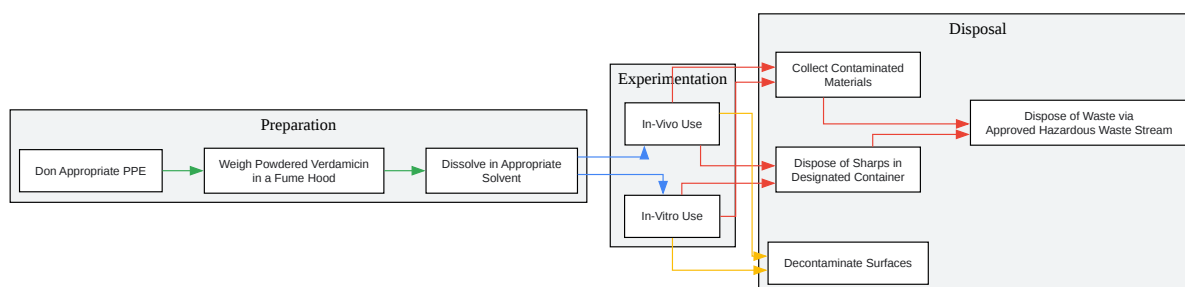 Preparation
Don Appropriate PPE
Weigh Powdered Verdamicin
in a Fume Hood
Dissolve in Appropriate
Solvent
Experimentation
In-Vivo Use
In-Vitro Use
Disposal
Collect Contaminated
Materials
Dispose of Sharps in
Designated Container
Decontaminate Surfaces
Dispose of Waste via
Approved Hazardous Waste Stream